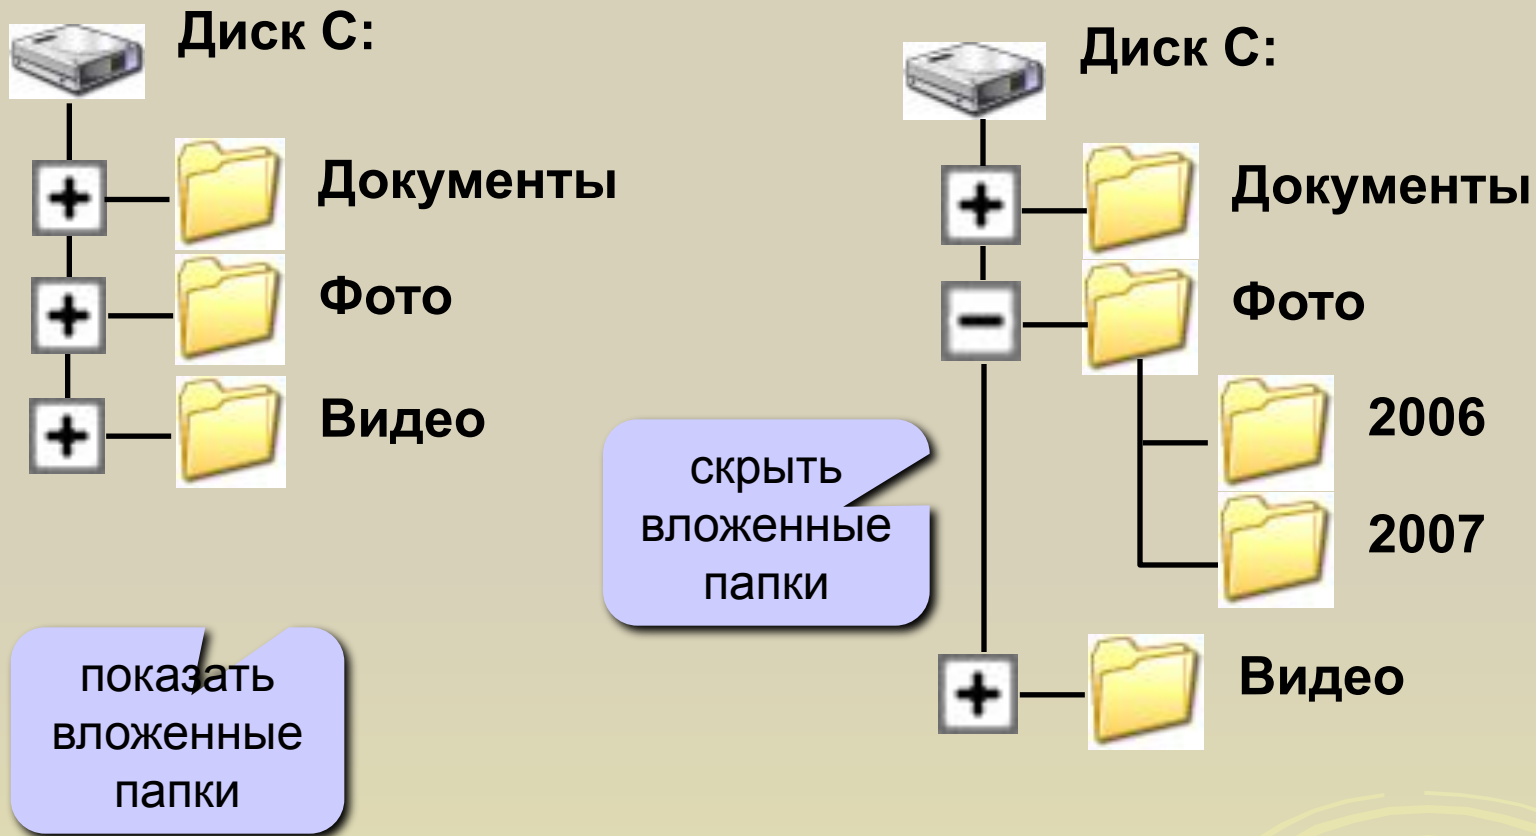 Диск C:
Документы
Фото
Видео
показать
вложенные
папки
Диск C:
Документы
Фото
2006
2007
Видео
скрыть
вложенные
папки